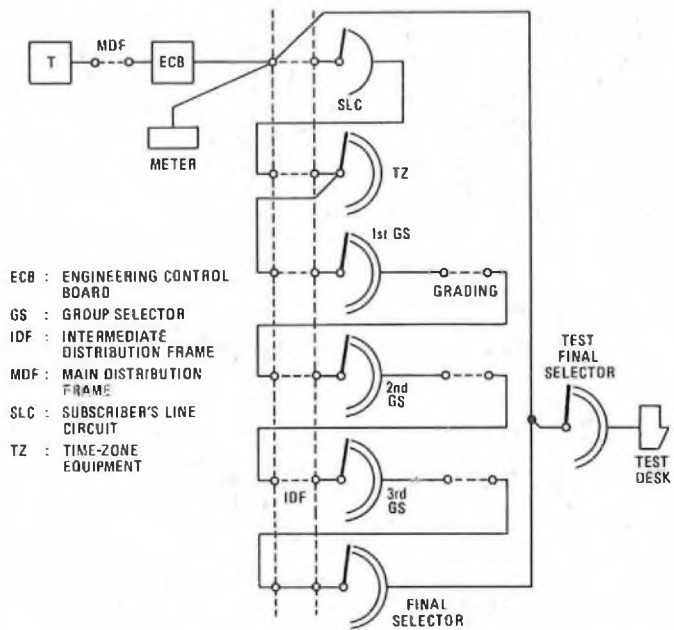 T
MDF
ECB
METER
SLC
TZ
1st GS
GRADING
2nd
GS
IDF
3rd
GS
FINAL
SELECTOR
TEST
FINAL
SELECTOR
TEST
DESK
ECB : ENGINEERING CONTROL
BOARD
GS : GROUP SELECTOR
IDF : INTERMEDIATE
DISTRIBUTION FRAME
MDF : MAIN DISTRIBUTION
FRAME
SLC : SUBSCRIBER'S LINE
CIRCUIT
TZ : TIME-ZONE
EQUIPMENT